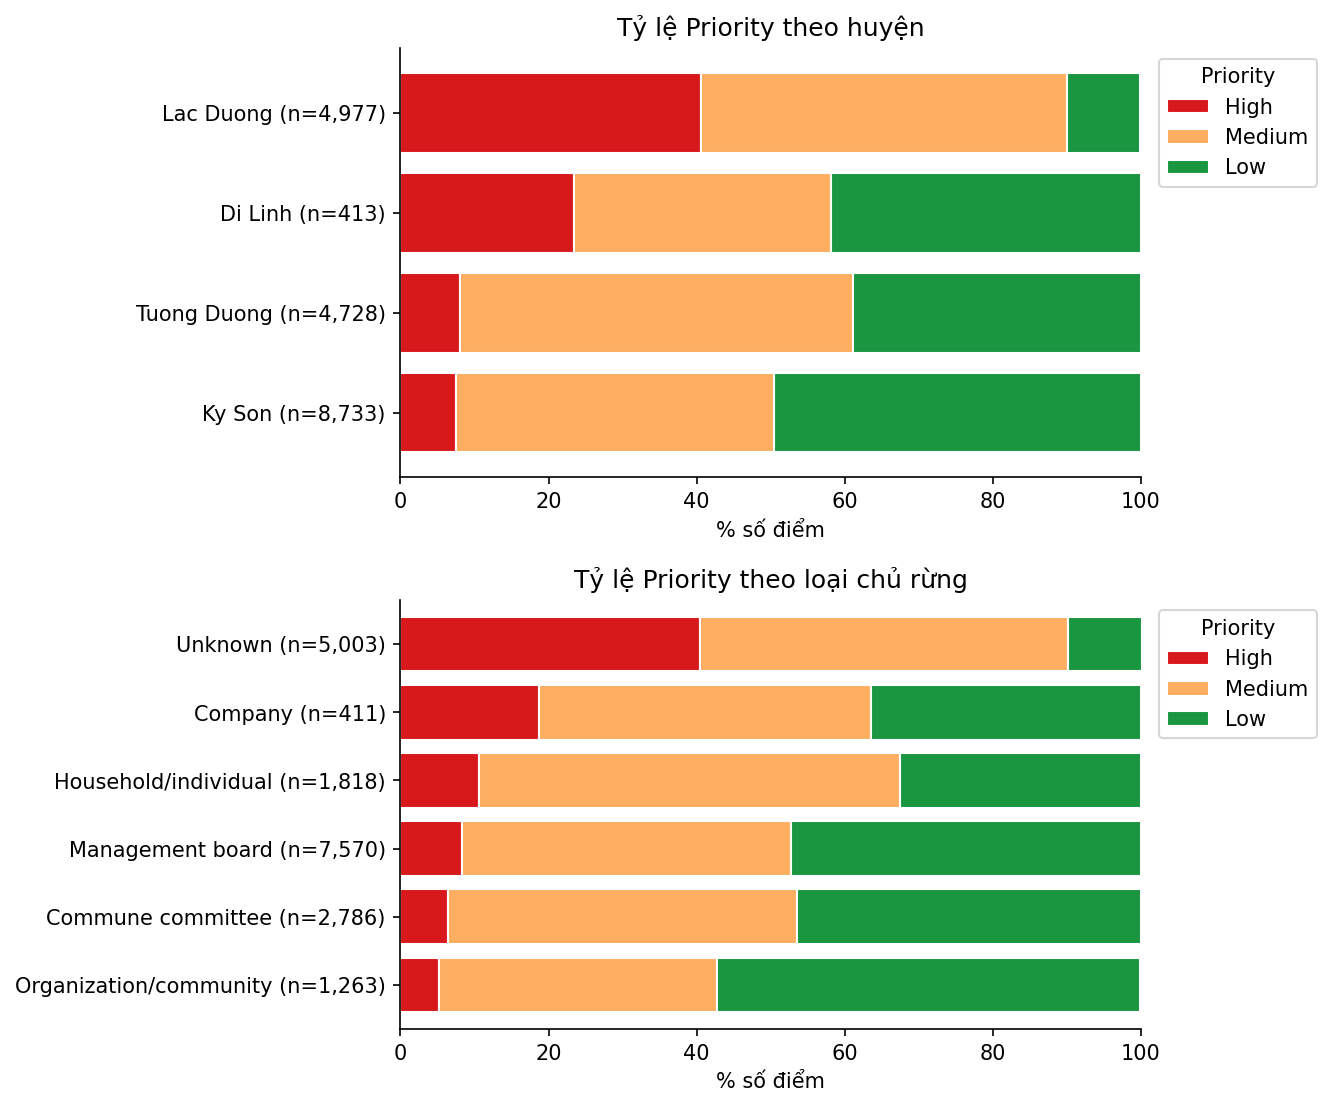 Tỷ lệ Priority theo huyện
Priority
High
Medium
Low
Lac Duong (n=4,977)
Di Linh (n=413)
Tuong Duong (n=4,728)
Ky Son (n=8,733)
0 20 40 60 80 100
% số điểm
Tỷ lệ Priority theo loại chủ rừng
Priority
High
Medium
Low
Unknown (n=5,003)
Company (n=411)
Household/individual (n=1,818)
Management board (n=7,570)
Commune committee (n=2,786)
Organization/community (n=1,263)
0 20 40 60 80 100
% số điểm